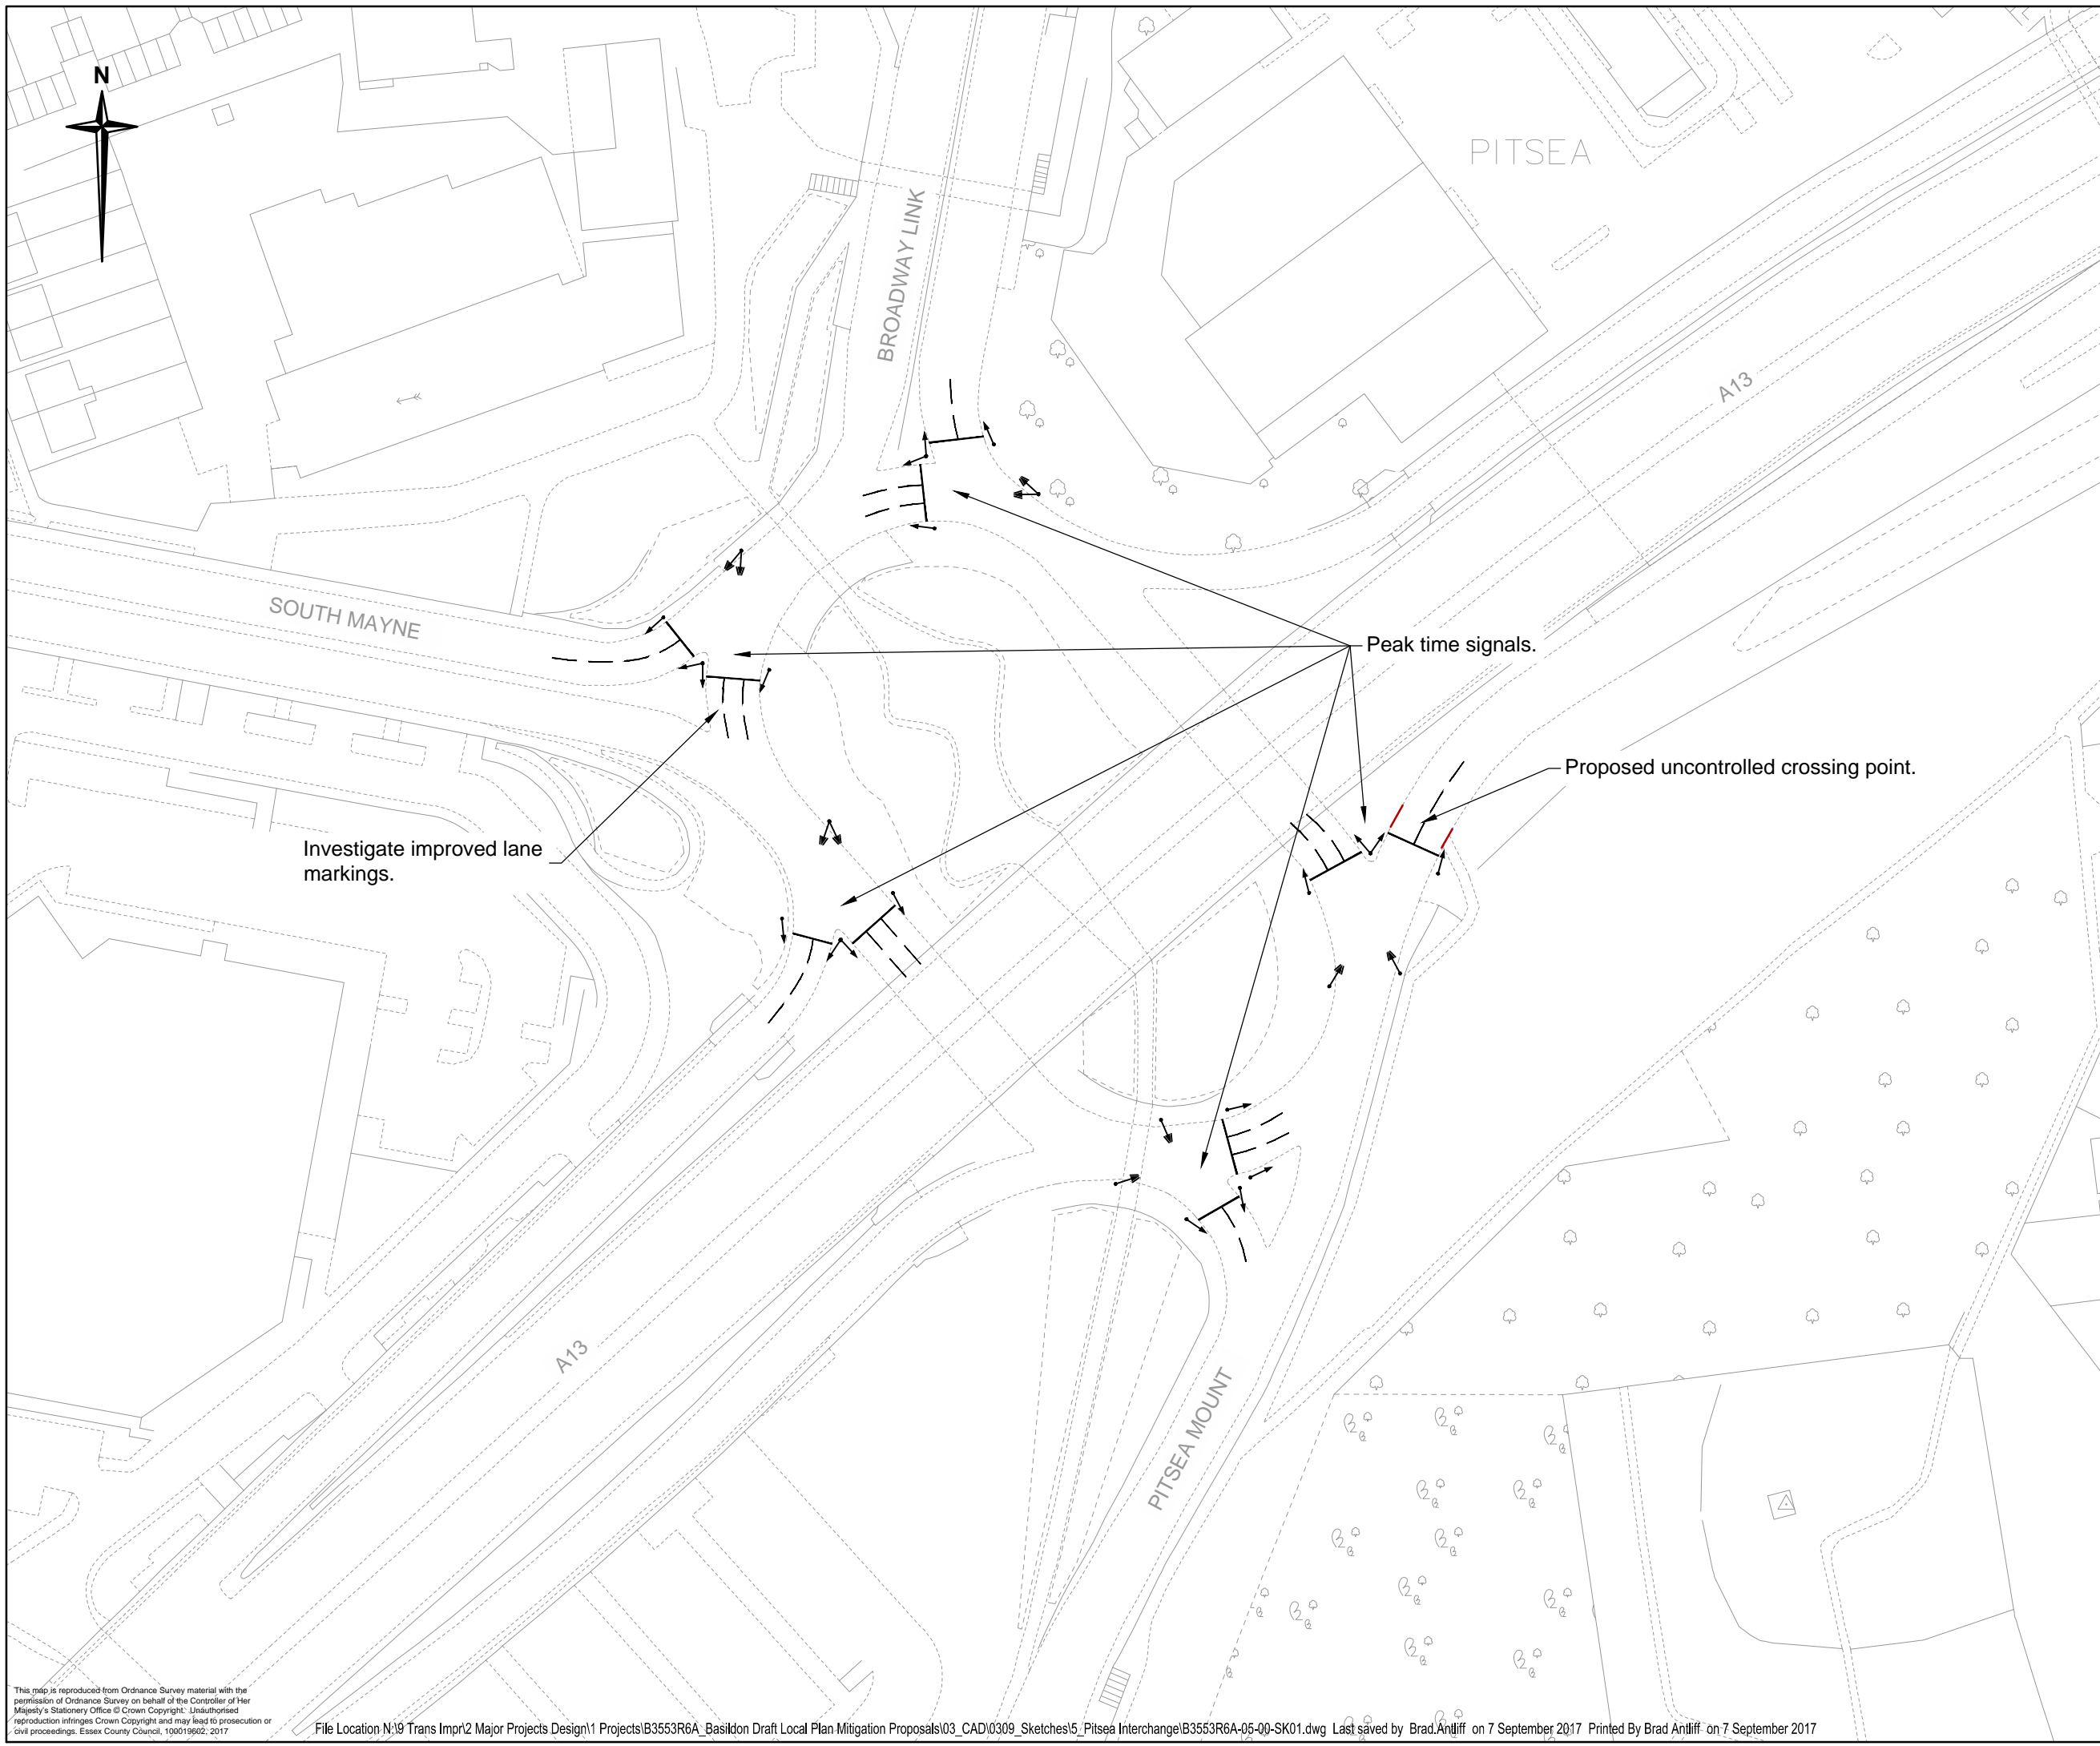 N
PITSEA
BROADWAY LINK
A13
SOUTH MAYNE
Peak time signals.
Proposed uncontrolled crossing point.
Investigate improved lane
markings.
A13
PITSEA MOUNT
This map is reproduced from Ordnance Survey material with the
permission of Ordnance Survey on behalf of the Controller of Her
Majesty's Stationery Office © Crown Copyright. Unauthorised
reproduction infringes Crown Copyright and may lead to prosecution or
civil proceedings. Essex County Council, 100019602, 2017
File Location N:\9 Trans Impr\2 Major Projects Design\1 Projects\B3553R6A_Basildon Draft Local Plan Mitigation Proposals\03_CAD\0309_Sketches\5_Pitsea Interchange\B3553R6A-05-00-SK01.dwg Last saved by Brad.Antliff on 7 September 2017 Printed By Brad Antliff on 7 September 2017